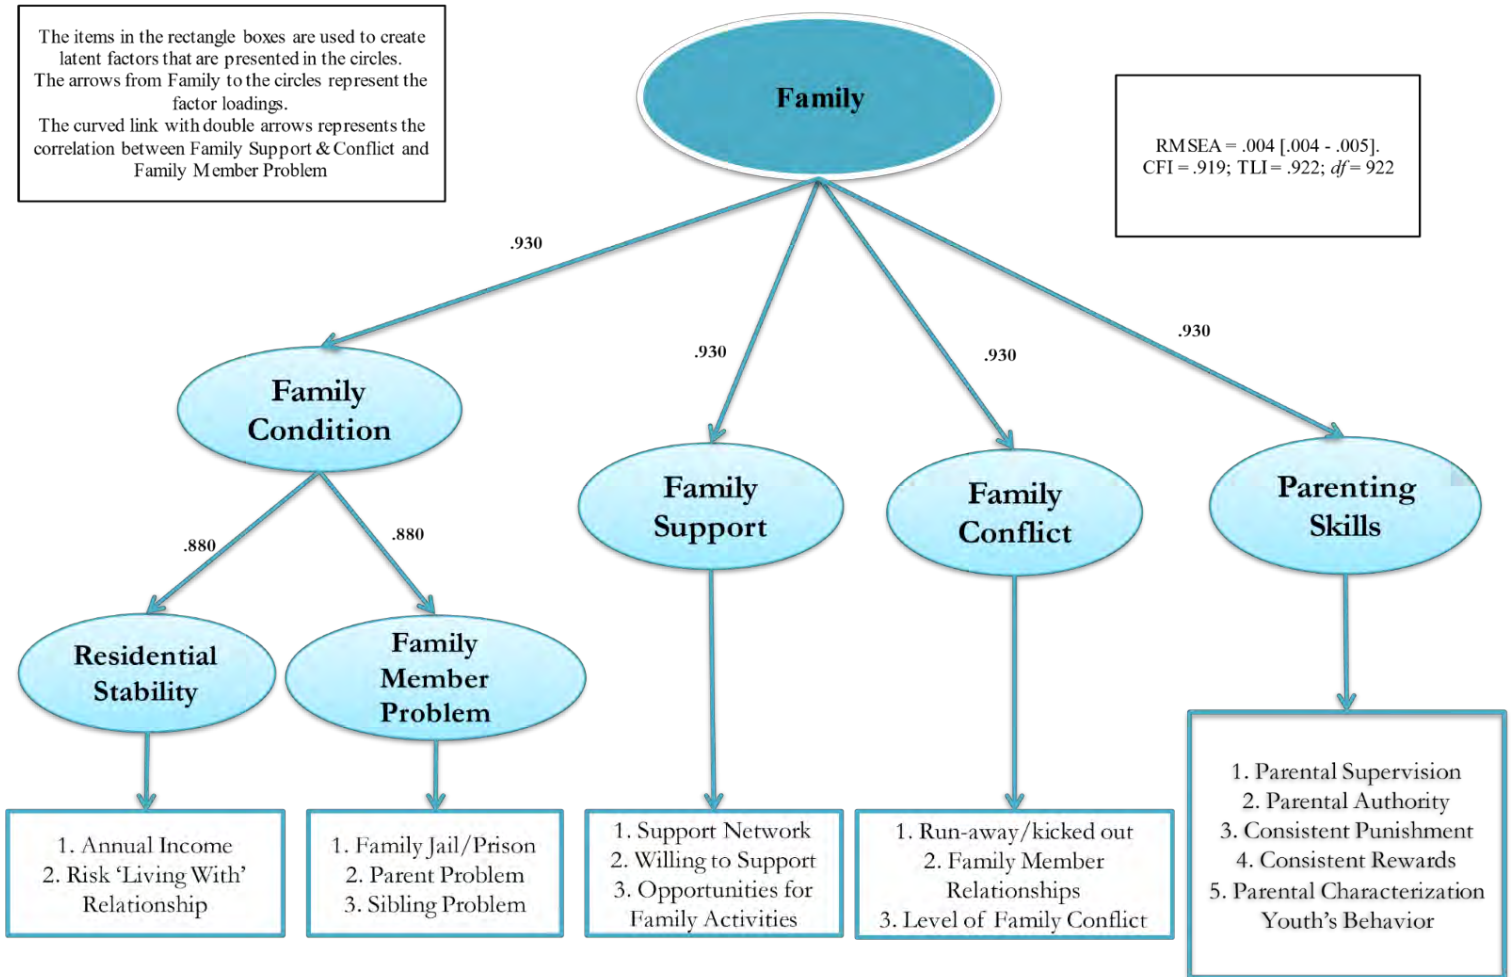 The items in the rectangle boxes are used to create
latent factors that are presented in the circles.
The arrows from Family to the circles represent the
factor loadings.
The curved link with double arrows represents the
correlation between Family Support & Conflict and
Family Member Problem
Family
RMSEA = .004 [.004 - .005].
CFI = .919; TLI = .922; df = 922
.930
.930
.930
.930
Family
Condition
Family
Support
Family
Conflict
Parenting
Skills
.880
.880
Residential
Stability
Family
Member
Problem
1. Annual Income
2. Risk ‘Living With’
Relationship
1. Family Jail/Prison
2. Parent Problem
3. Sibling Problem
1. Support Network
2. Willing to Support
3. Opportunities for
Family Activities
1. Run-away/kicked out
2. Family Member
Relationships
3. Level of Family Conflict
1. Parental Supervision
2. Parental Authority
3. Consistent Punishment
4. Consistent Rewards
5. Parental Characterization
Youth’s Behavior